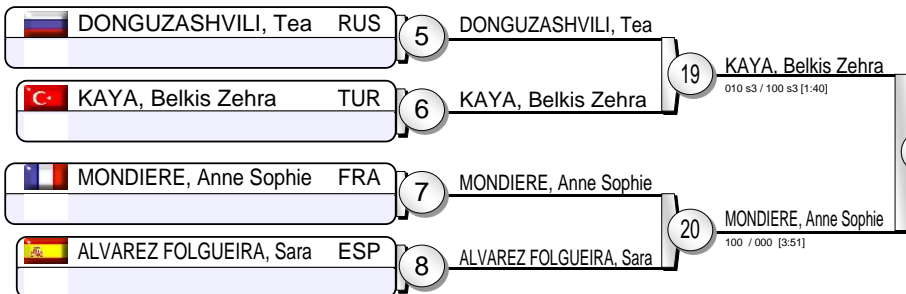 DONGUZASHVILI, Tea RUS
5
DONGUZASHVILI, Tea
19
KAYA, Belkis Zehra
010 s3 / 100 s3 [1:40]
KAYA, Belkis Zehra TUR
6
KAYA, Belkis Zehra
MONDIERE, Anne Sophie FRA
7
MONDIERE, Anne Sophie
20
MONDIERE, Anne Sophie
100 / 000 [3:51]
ALVAREZ FOLGUEIRA, Sara ESP
8
ALVAREZ FOLGUEIRA, Sara